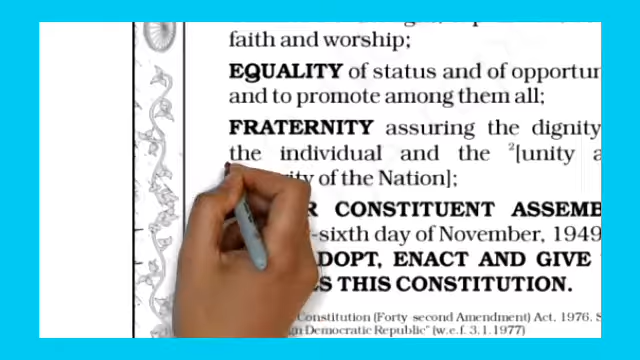 faith and worship;
EQUALITY of status and of
and to promote among them all;
FRATERNITY assuring the dignity
the individual and the ²[unity
of the Nation];
CONSTITUENT
-sixth day of November, 1949
ENACT AND GIVE
THIS CONSTITUTION.
Constitution (Forty second Amendment) Act, 1976, S
Democratic Republic" (w.e.f. 3.1.1977)